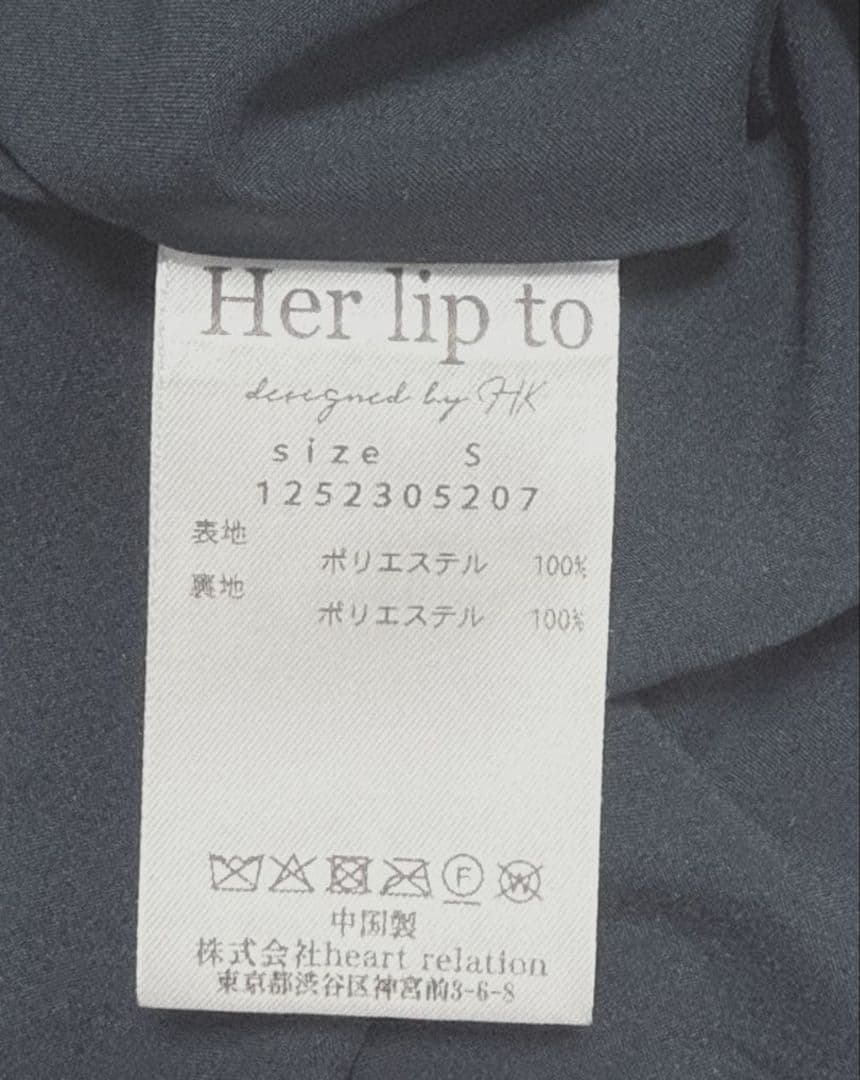 Her lip to
designed by HK
size S
1252305207
表地
ポリエステル 100%
裏地
ポリエステル 100%
F W
中国製
株式会社heart relation
東京都渋谷区神宮前3-6-8